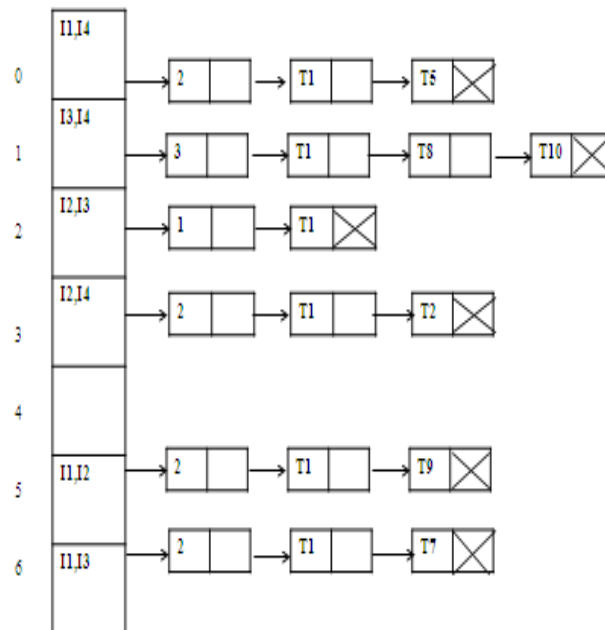 I1,I4
0 2 T1 T5
I3,I4
1 3 T1 T8 T10
I2,I3
2 1 T1
I2,I4
3 2 T1 T2
4
I1,I2
5 2 T1 T9
I1,I3
6 2 T1 T7